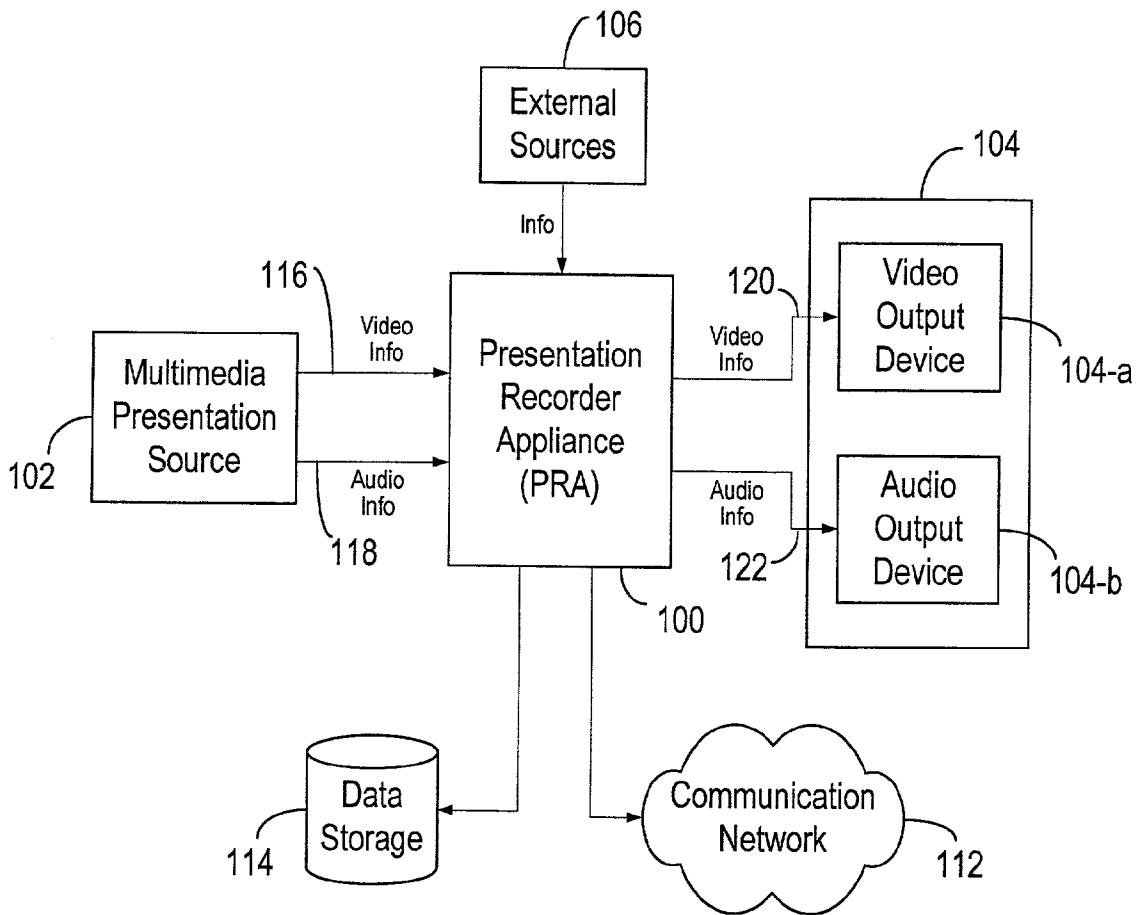 106
External
Sources
104
Info
116
120
Video
Output
Device
104-a
Video
Info
Video
Info
Multimedia
Presentation
Source
Presentation
Recorder
Appliance
(PRA)
102
Audio
Info
118
Audio
Info
122
Audio
Output
Device
104-b
100
Data
Storage
114
Communication
Network
112